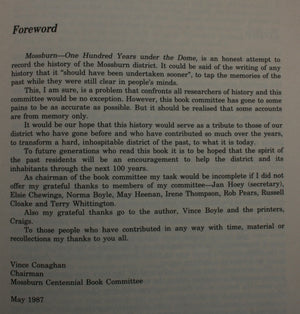 Foreword
Mossburn—One Hundred Years under the Dome, is an honest attempt to
record the history of the Mossburn district. It could be said of the writing of any
history that it "should have been undertaken sooner", to tap the memories of the
past while they were still clear in people's minds.
This, I am sure, is a problem that confronts all researchers of history and this
committee would be no exception. However, this book committee has gone to some
pains to be as accurate as possible. But it should be realised that some accounts
are from memory only.
It would be our hope that this history would serve as a tribute to those of our
district who have gone before and who have contributed so much over the years,
to transform a hard, inhospitable district of the past, to what it is today.
To future generations who read this book it is to be hoped that the spirit of
the past residents will be an encouragement to help the district and its
inhabitants through the next 100 years.
As chairman of the book committee my task would be incomplete if I did not
offer my grateful thanks to members of my committee—Jan Hoey (secretary),
Elsie Chewings, Norma Boyle, May Heenan, Irene Thompson, Rob Pears, Russell
Cloake and Terry Whittington.
Also my grateful thanks go to the author, Vince Boyle and the printers,
Craigs.
To those people who have contributed in any way with time, material or
recollections my thanks to you all.
Vince Conaghan
Chairman
Mossburn Centennial Book Committee
May 1987